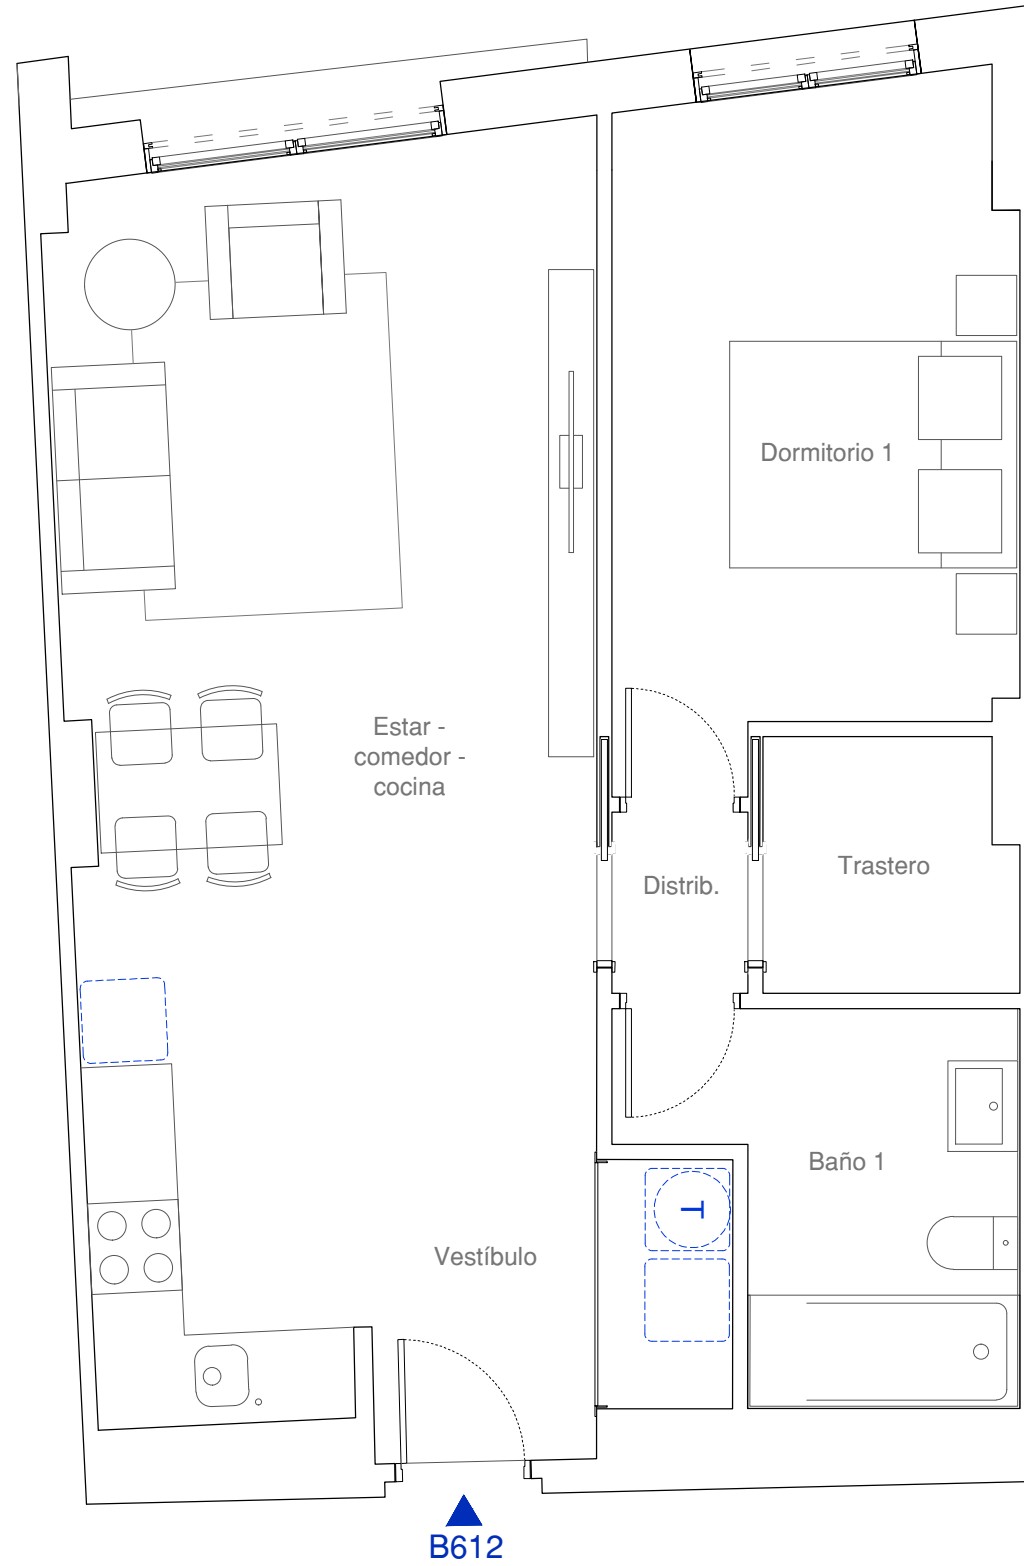 Dormitorio 1
Estar -
comedor -
cocina
Trastero
Distrib.
Baño 1
T
Vestíbulo
B612